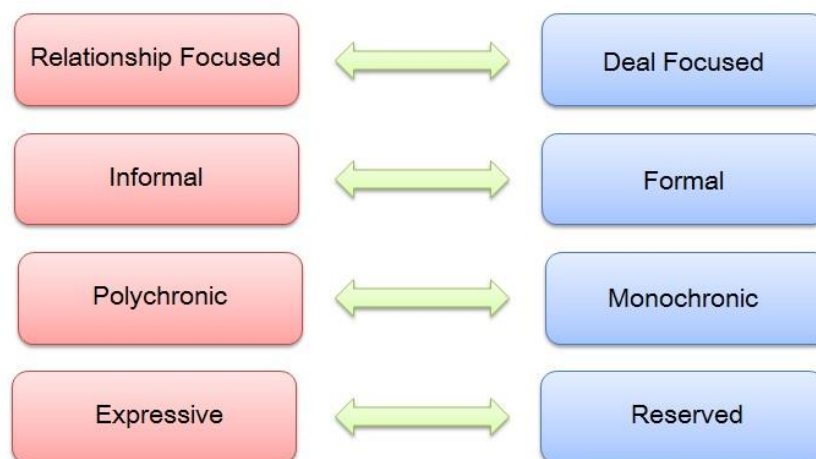 Relationship Focused
Deal Focused
Informal
Formal
Polychronic
Monochronic
Expressive
Reserved